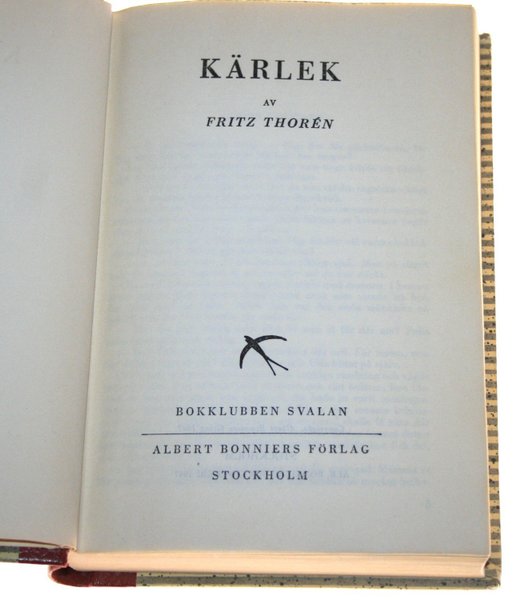 KÄRLEK
AV
FRITZ THORÉN
BOKKLUBBEN SVALAN
ALBERT BONNIERS FÖRLAG
STOCKHOLM